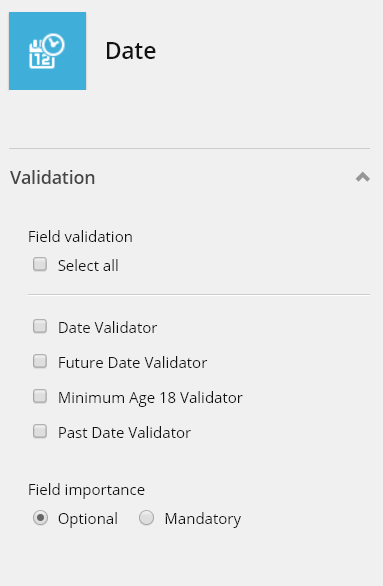 12
Date
Validation
Field validation
Select all
Date Validator
Future Date Validator
Minimum Age 18 Validator
Past Date Validator
Field importance
Optional Mandatory